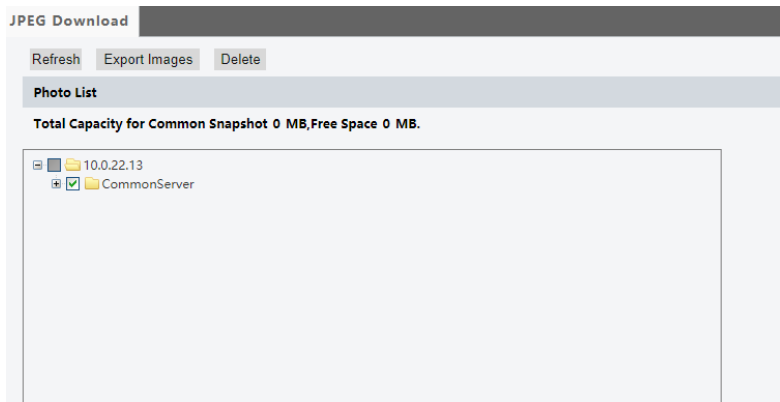 JPEG Download
Refresh Export Images Delete
Photo List
Total Capacity for Common Snapshot 0 MB,Free Space 0 MB.
10.0.22.13
CommonServer